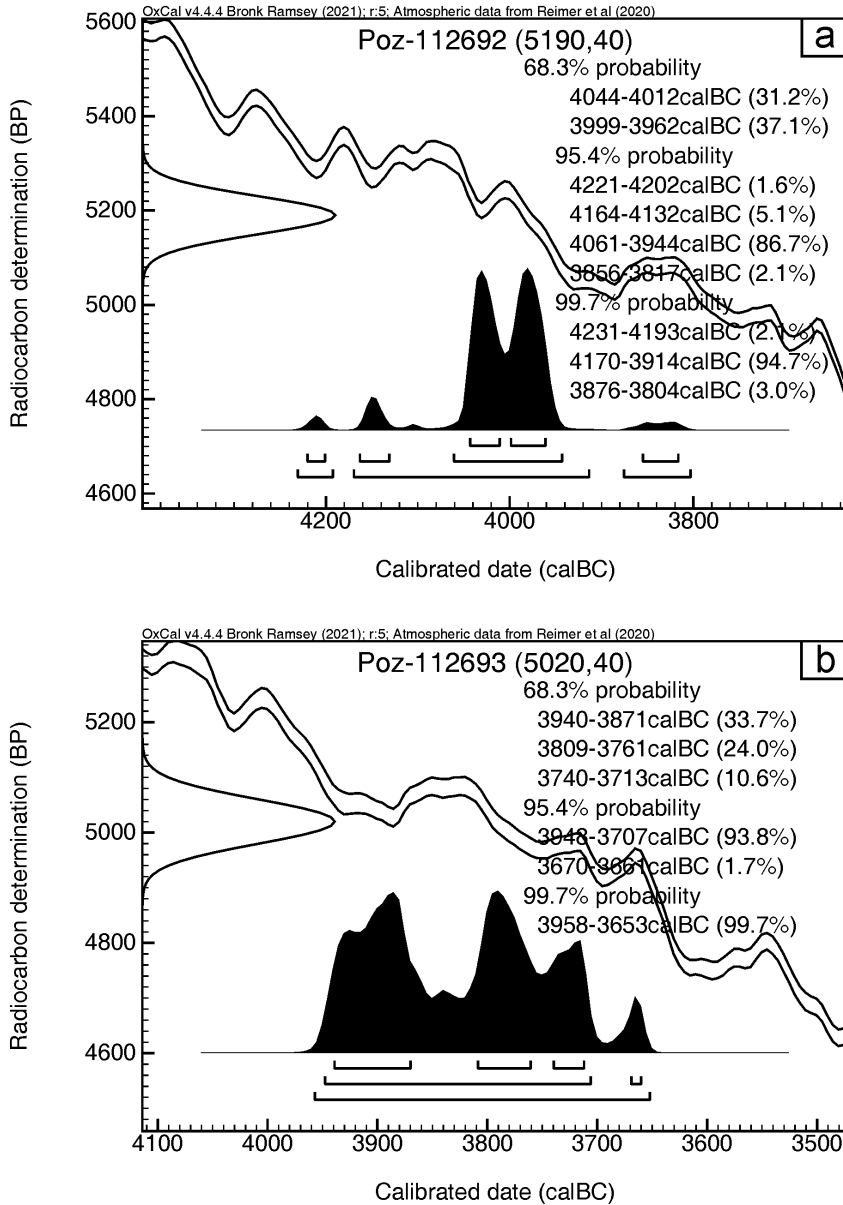 OxCal v4.4.4 Bronk Ramsey (2021); r:5; Atmospheric data from Reimer et al (2020)
5600
a
Poz-112692 (5190,40)
68.3% probability
4044-4012calBC (31.2%)
5400
3999-3962calBC (37.1%)
95.4% probability
4221-4202calBC (1.6%)
5200
4164-4132calBC (5.1%)
4061-3944calBC (86.7%)
3856-3817calBC (2.1%)
5000
99.7% probability
4231-4193calBC (2.1%)
4170-3914calBC (94.7%)
3876-3804calBC (3.0%)
4800
4600
Radiocarbon determination (BP)
4200 4000 3800
Calibrated date (calBC)
OxCal v4.4.4 Bronk Ramsey (2021); r:5; Atmospheric data from Reimer et al (2020)
b
Poz-112693 (5020,40)
68.3% probability
5200
3940-3871calBC (33.7%)
3809-3761calBC (24.0%)
3740-3713calBC (10.6%)
95.4% probability
5000
3948-3707calBC (93.8%)
3670-3661calBC (1.7%)
99.7% probability
3958-3653calBC (99.7%)
4800
4600
Radiocarbon determination (BP)
4100 4000 3900 3800 3700 3600 3500
Calibrated date (calBC)